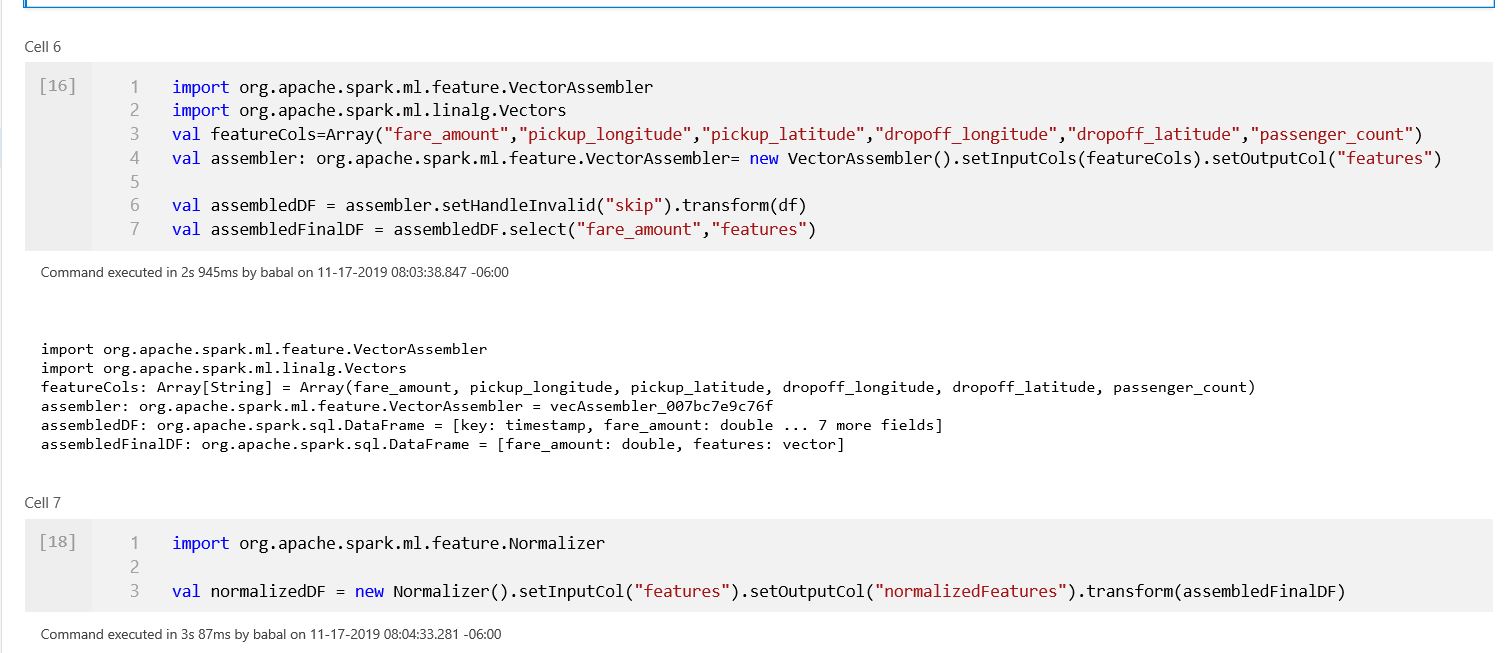 Cell 6
[16]
1 import org.apache.spark.ml.feature.VectorAssembler
2 import org.apache.spark.ml.linalg.Vectors
3 val featureCols=Array("fare_amount","pickup_longitude","pickup_latitude","dropoff_longitude","dropoff_latitude","passenger_count")
4 val assembler: org.apache.spark.ml.feature.VectorAssembler= new VectorAssembler().setInputCols(featureCols).setOutputCol("features")
5
6 val assembledDF = assembler.setHandleInvalid("skip").transform(df)
7 val assembledFinalDF = assembledDF.select("fare_amount","features")
Command executed in 2s 945ms by babal on 11-17-2019 08:03:38.847 -06:00
import org.apache.spark.ml.feature.VectorAssembler
import org.apache.spark.ml.linalg.Vectors
featureCols: Array[String] = Array(fare_amount, pickup_longitude, pickup_latitude, dropoff_longitude, dropoff_latitude, passenger_count)
assembler: org.apache.spark.ml.feature.VectorAssembler = vecAssembler_007bc7e9c76f
assembledDF: org.apache.spark.sql.DataFrame = [key: timestamp, fare_amount: double ... 7 more fields]
assembledFinalDF: org.apache.spark.sql.DataFrame = [fare_amount: double, features: vector]
Cell 7
[18]
1 import org.apache.spark.ml.feature.Normalizer
2
3 val normalizedDF = new Normalizer().setInputCol("features").setOutputCol("normalizedFeatures").transform(assembledFinalDF)
Command executed in 3s 87ms by babal on 11-17-2019 08:04:33.281 -06:00